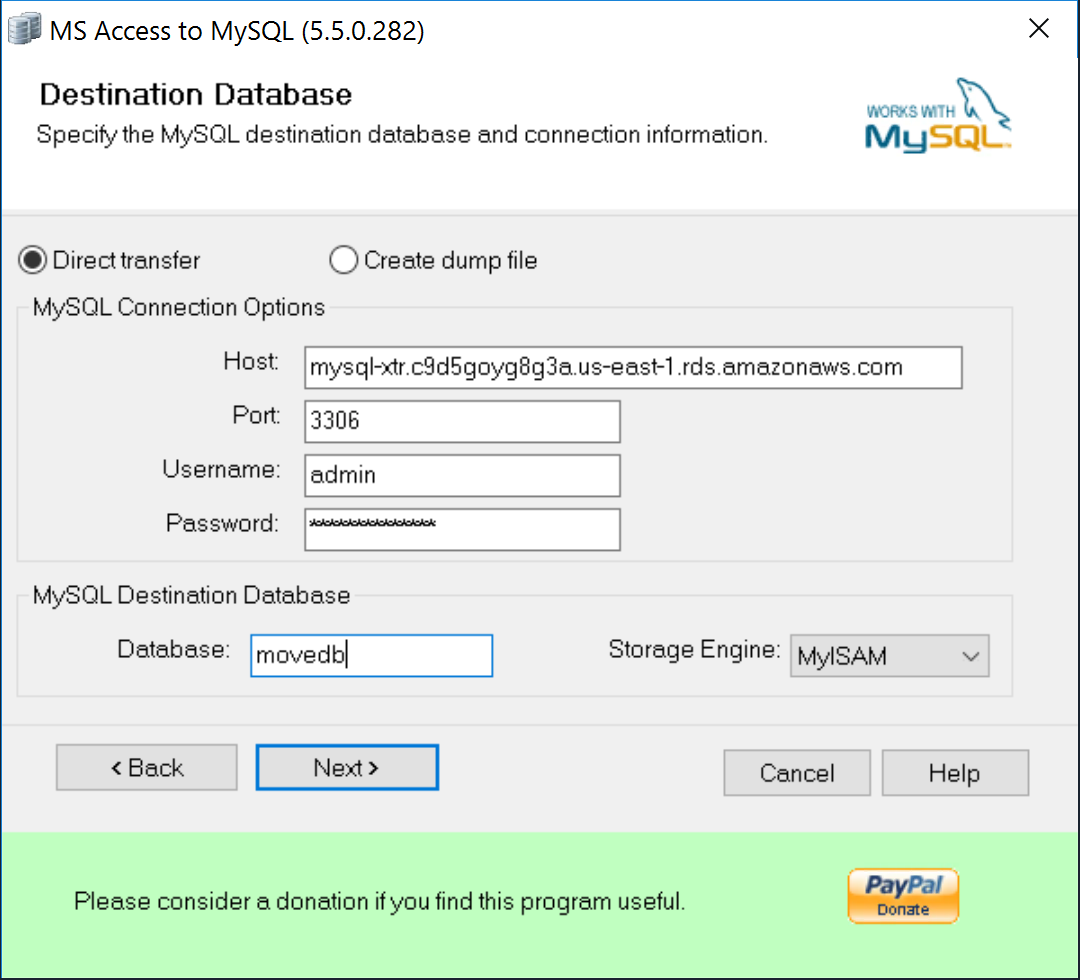 MS Access to MySQL (5.5.0.282)
Destination Database
Specify the MySQL destination database and connection information.
WORKS WITH
MySQL™
Direct transfer
Create dump file
MySQL Connection Options
Host: mysql-xtr.c9d5goyg8g3a.us-east-1.rds.amazonaws.com
Port: 3306
Username: admin
Password: ***************
MySQL Destination Database
Database: movedb
Storage Engine: MyISAM
< Back
Next >
Cancel
Help
Please consider a donation if you find this program useful.
PayPal
Donate